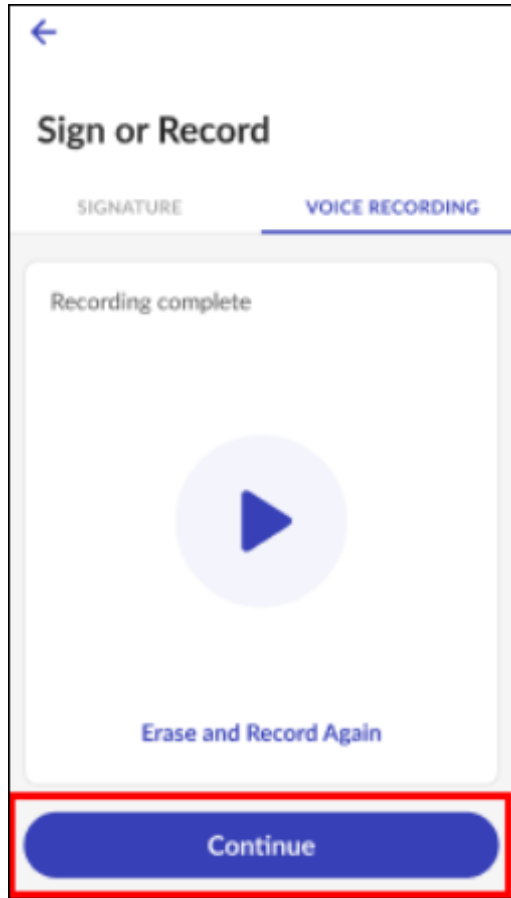 Sign or Record
SIGNATURE VOICE RECORDING
Recording complete
Erase and Record Again
Continue